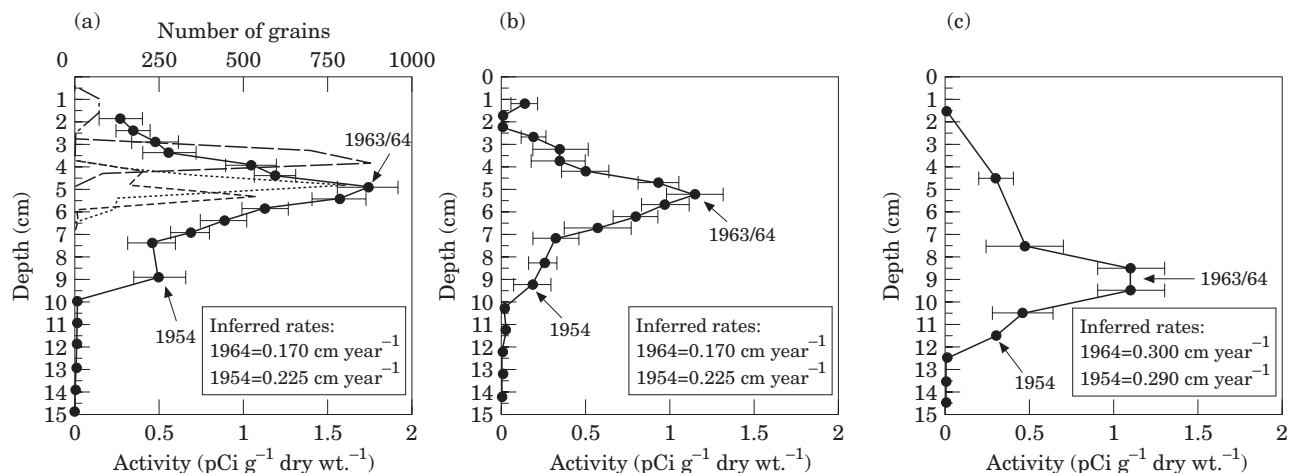 (a)
Number of grains
0 250 500 750 1000
0
1
2
3
4
5
6
7
8
9
10
11
12
13
14
15
Depth (cm)
1963/64
1954
Inferred rates:
1964=0.170 cm year⁻¹
1954=0.225 cm year⁻¹
0 0.5 1 1.5 2
Activity (pCi g⁻¹ dry wt.⁻¹)
(b)
0
1
2
3
4
5
6
7
8
9
10
11
12
13
14
15
Depth (cm)
1963/64
1954
Inferred rates:
1964=0.170 cm year⁻¹
1954=0.225 cm year⁻¹
0 0.5 1 1.5 2
Activity (pCi g⁻¹ dry wt.⁻¹)
(c)
0
1
2
3
4
5
6
7
8
9
10
11
12
13
14
15
Depth (cm)
1963/64
1954
Inferred rates:
1964=0.300 cm year⁻¹
1954=0.290 cm year⁻¹
0 0.5 1 1.5 2
Activity (pCi g⁻¹ dry wt.⁻¹)